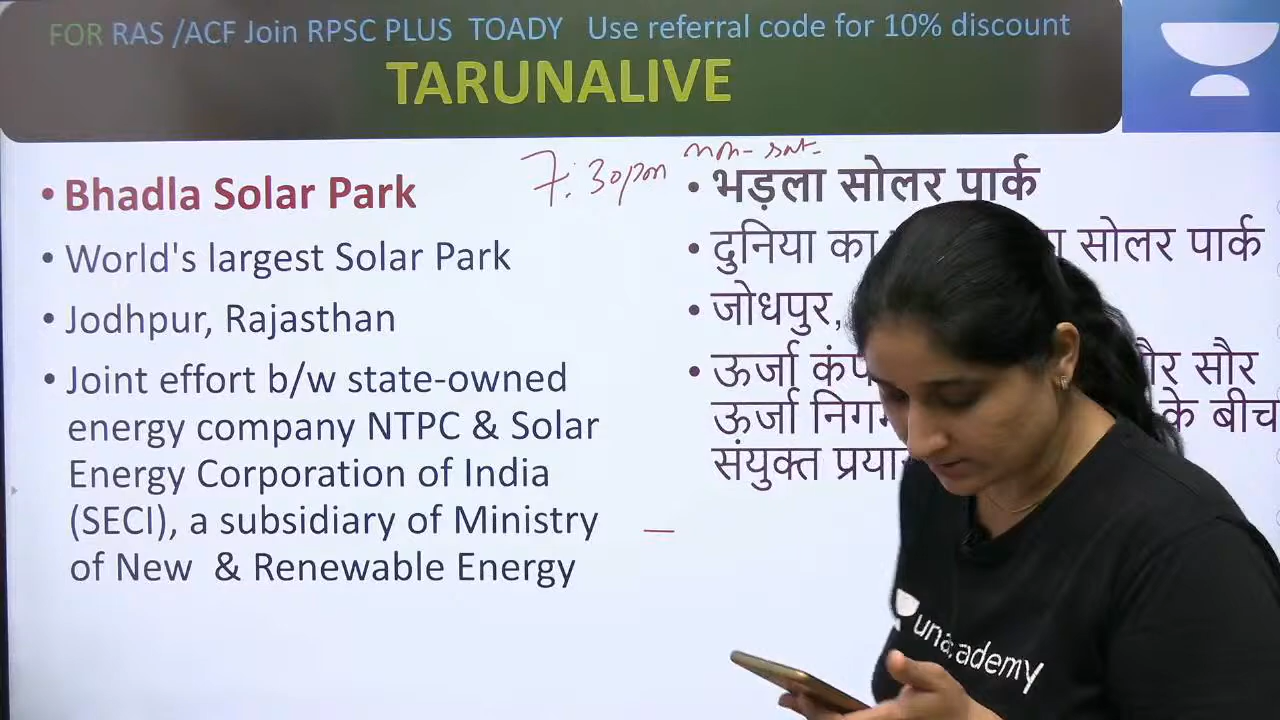 FOR RAS /ACF Join RPSC PLUS TOADY Use referral code for 10% discount
TARUNALIVE
7:30pm
• Bhadla Solar Park
• World's largest Solar Park
• Jodhpur, Rajasthan
• Joint effort b/w state-owned
energy company NTPC & Solar
Energy Corporation of India
(SECI), a subsidiary of Ministry
of New & Renewable Energy
• भड़ला सोलर पार्क
• दुनिया का सोलर पार्क
• जोधपुर,
• ऊर्जा और सौर
ऊर्जा के बीच
संयुक्त
unacademy